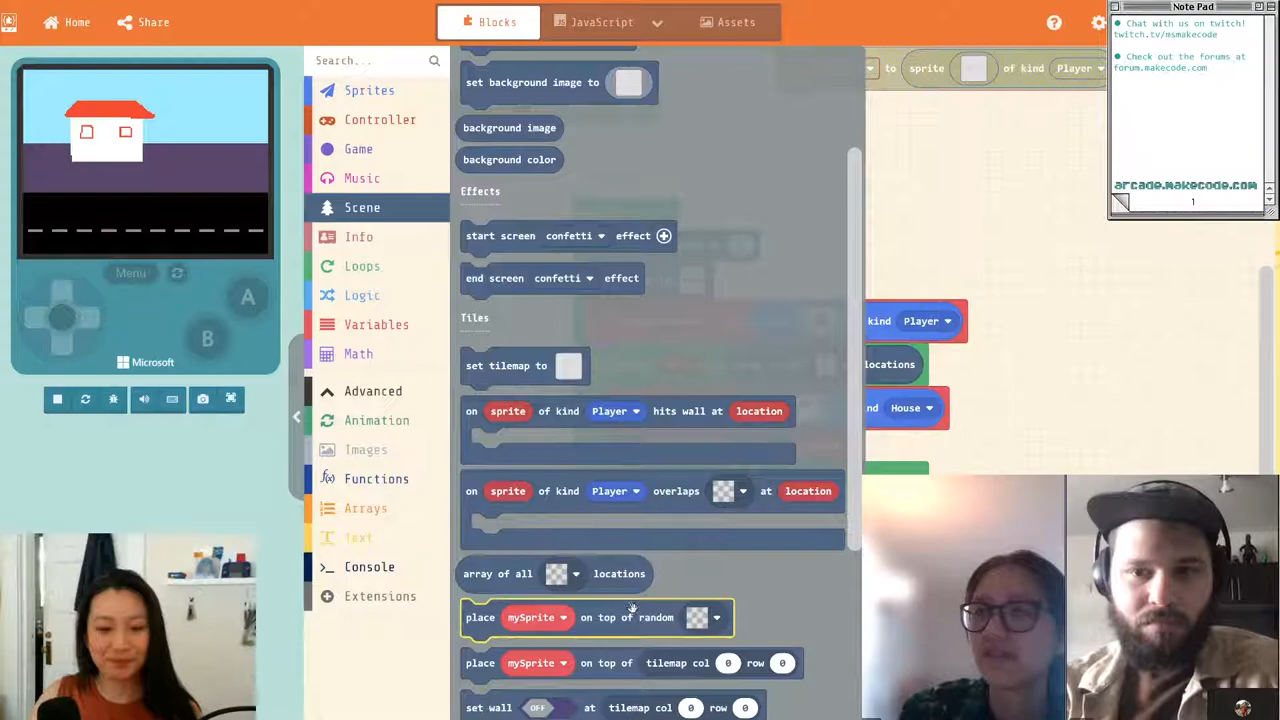 Home
Share
Blocks
JavaScript
Assets
Note Pad
Chat with us on twitch!
twitch.tv/msmakecode
Check out the forums at
forum.makecode.com
arcade.makecode.com
1
Menu
A
B
Microsoft
Search...
Sprites
Controller
Game
Music
Scene
Info
Loops
Logic
Variables
Math
Advanced
Animation
Images
Functions
Arrays
Text
Console
Extensions
set background image to
background image
background color
Effects
start screen confetti effect
end screen confetti effect
Tiles
set tilemap to
on sprite of kind Player hits wall at location
on sprite of kind Player overlaps at location
array of all locations
place mySprite on top of random
place mySprite on top of tilemap col 0 row 0
set wall OFF at tilemap col 0 row 0
to sprite of kind Player
kind Player
locations
nd House